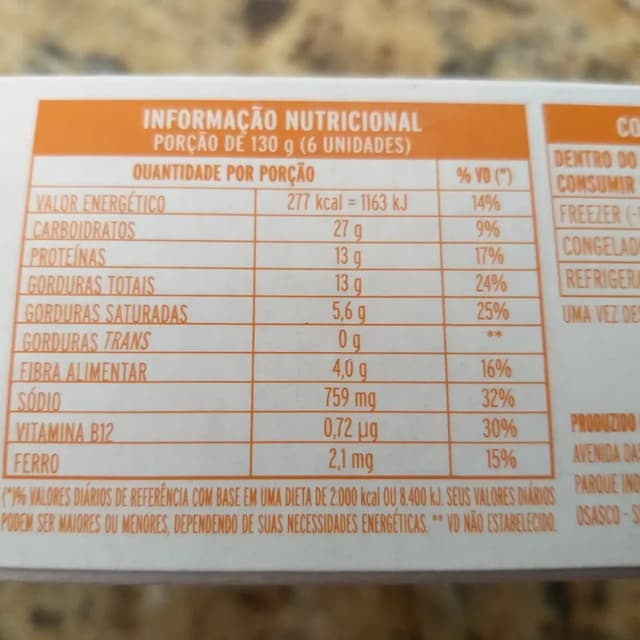 INFORMAÇÃO NUTRICIONAL
PORÇÃO DE 130 g (6 UNIDADES)
QUANTIDADE POR PORÇÃO % VD (*)
VALOR ENERGÉTICO 277 kcal = 1163 kJ 14%
CARBOIDRATOS 27 g 9%
PROTEÍNAS 13 g 17%
GORDURAS TOTAIS 13 g 24%
GORDURAS SATURADAS 5,6 g 25%
GORDURAS TRANS 0 g **
FIBRA ALIMENTAR 4,0 g 16%
SÓDIO 759 mg 32%
VITAMINA B12 0,72 µg 30%
FERRO 2,1 mg 15%
(*)% VALORES DIÁRIOS DE REFERÊNCIA COM BASE EM UMA DIETA DE 2.000 kcal OU 8.400 kJ. SEUS VALORES DIÁRIOS
PODEM SER MAIORES OU MENORES, DEPENDENDO DE SUAS NECESSIDADES ENERGÉTICAS. ** VD NÃO ESTABELECIDO.
CO
DENTRO DO
CONSUMIR
FREEZER
CONGELAD
REFRIGERA
UMA VEZ DES
PRODUZIDO
AVENIDA DAS
PARQUE IND
OSASCO - S